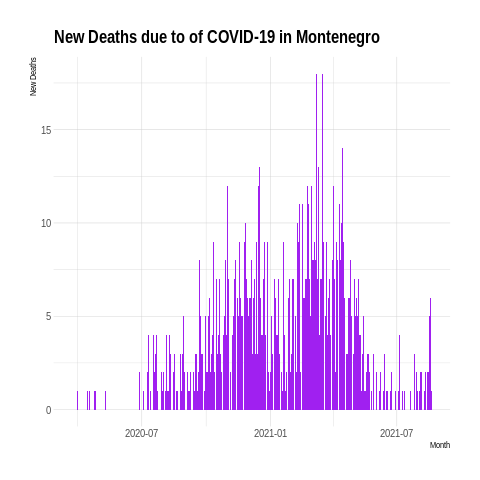 New Deaths due to of COVID-19 in Montenegro
New Deaths
15
10
5
0
2020-07 2021-01 2021-07
Month